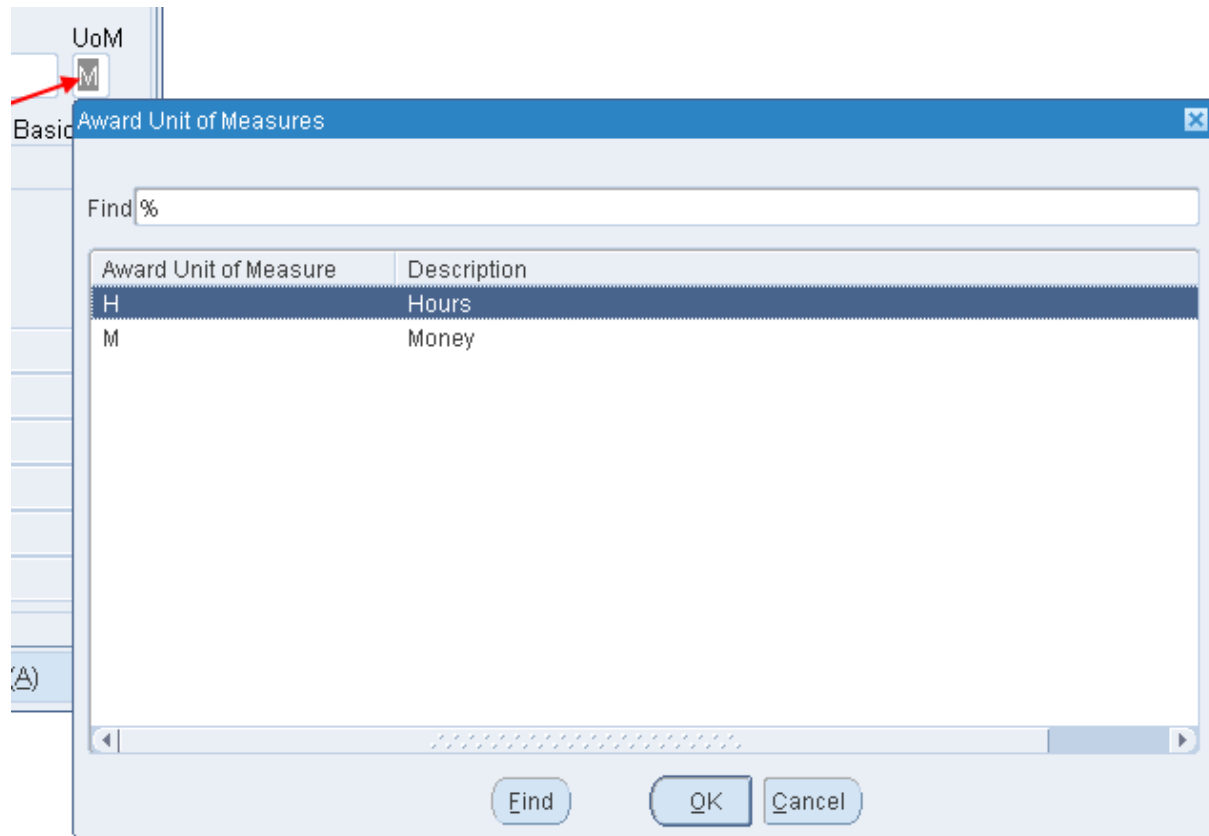 UoM
M
Basic
Award Unit of Measures
Find %
Award Unit of Measure Description
H Hours
M Money
(A)
Find OK Cancel